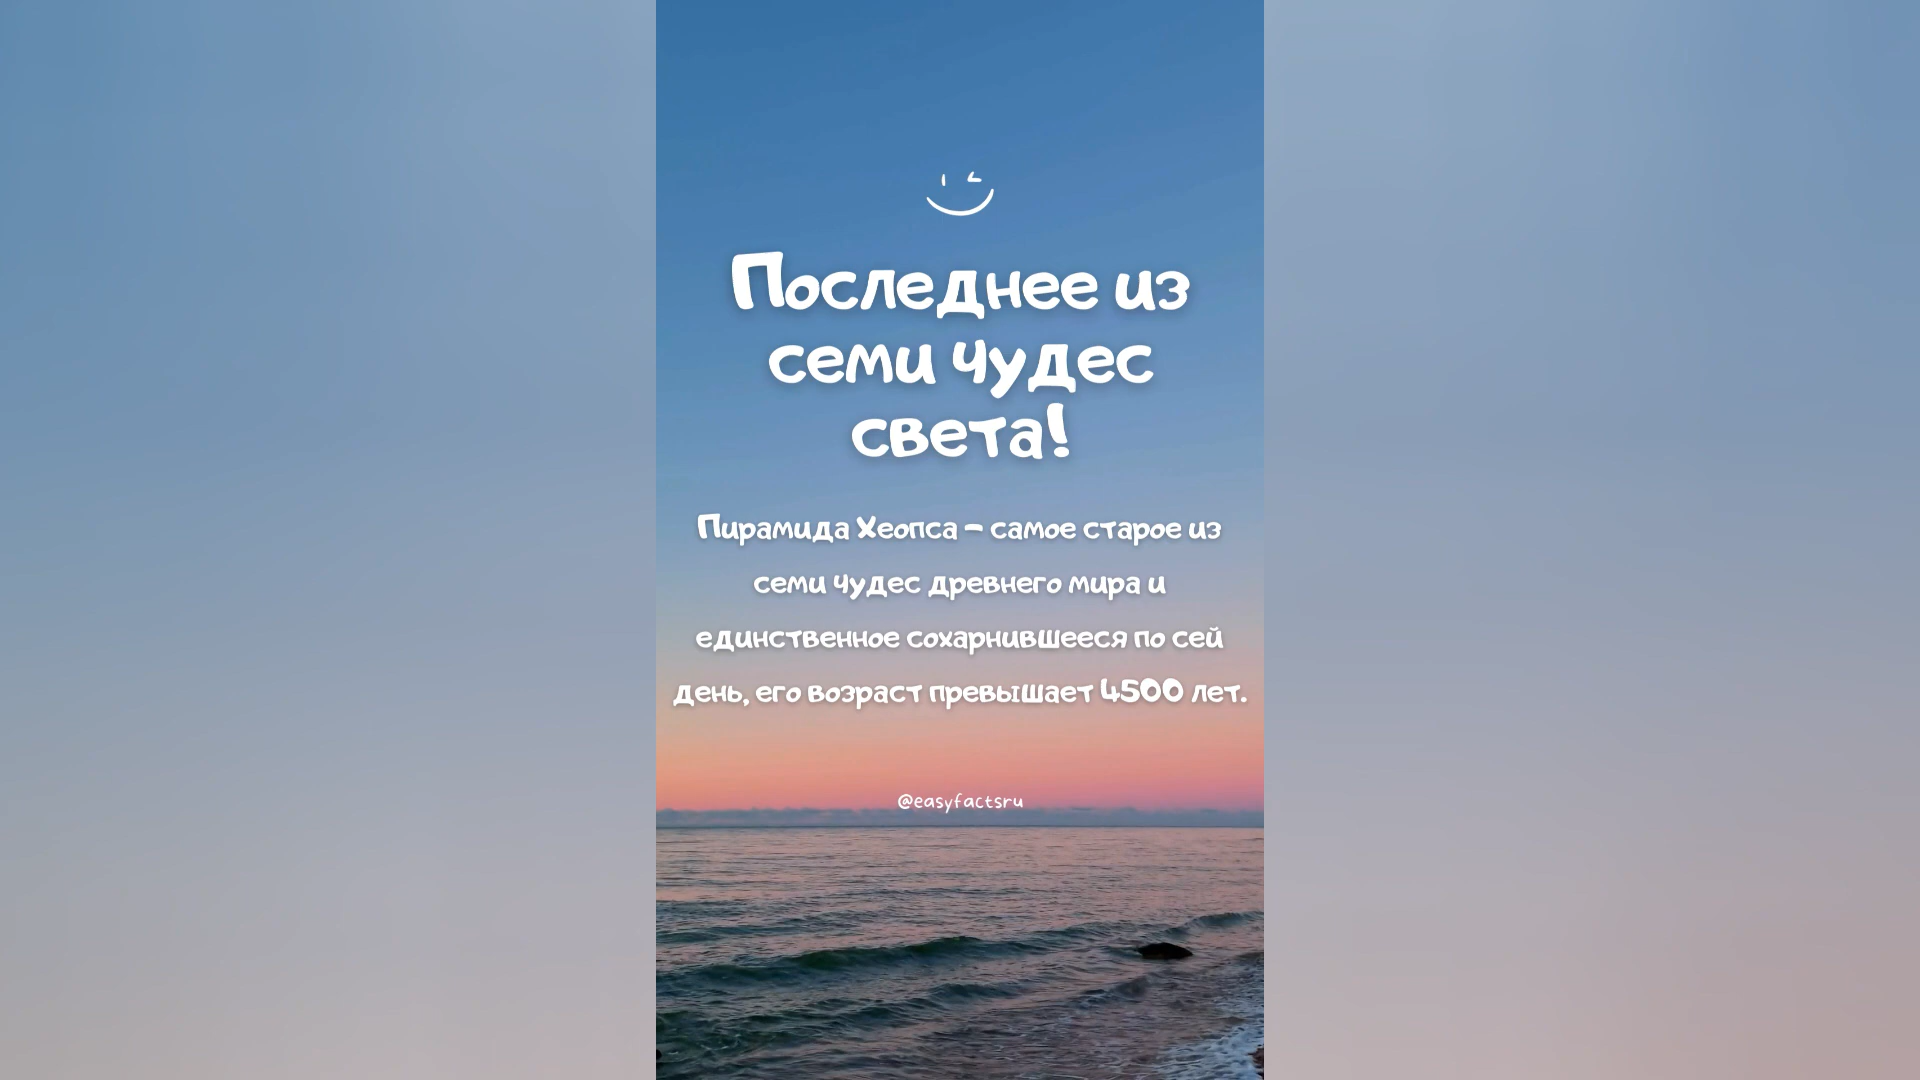 Последнее из
семи чудес
света!
Пирамида Хеопса – самое старое из
семи чудес древнего мира и
единственное сохарнившееся по сей
день, его возраст превышает 4500 лет.
@easyfactsru